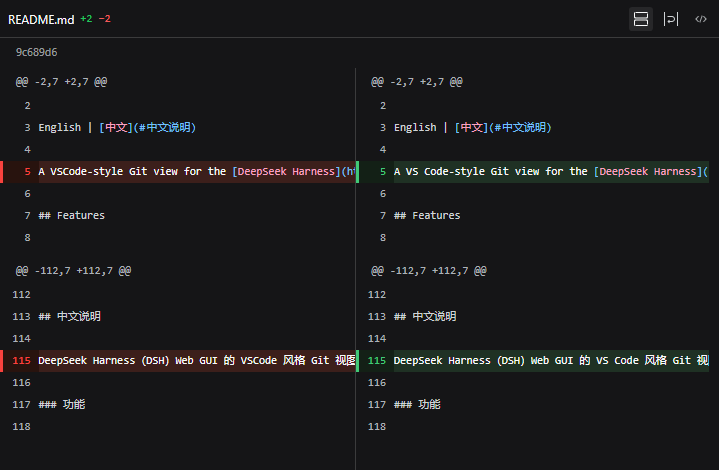 README.md +2 −2
9c689d6
@@ -2,7 +2,7 @@
2
3 English | [中文](#中文说明)
4
5 A VSCode-style Git view for the [DeepSeek Harness](h
6
7 ## Features
8
@@ -112,7 +112,7 @@
112
113 ## 中文说明
114
115 DeepSeek Harness (DSH) Web GUI 的 VSCode 风格 Git 视图
116
117 ### 功能
118
@@ -2,7 +2,7 @@
2
3 English | [中文](#中文说明)
4
5 A VS Code-style Git view for the [DeepSeek Harness](
6
7 ## Features
8
@@ -112,7 +112,7 @@
112
113 ## 中文说明
114
115 DeepSeek Harness (DSH) Web GUI 的 VS Code 风格 Git 视
116
117 ### 功能
118